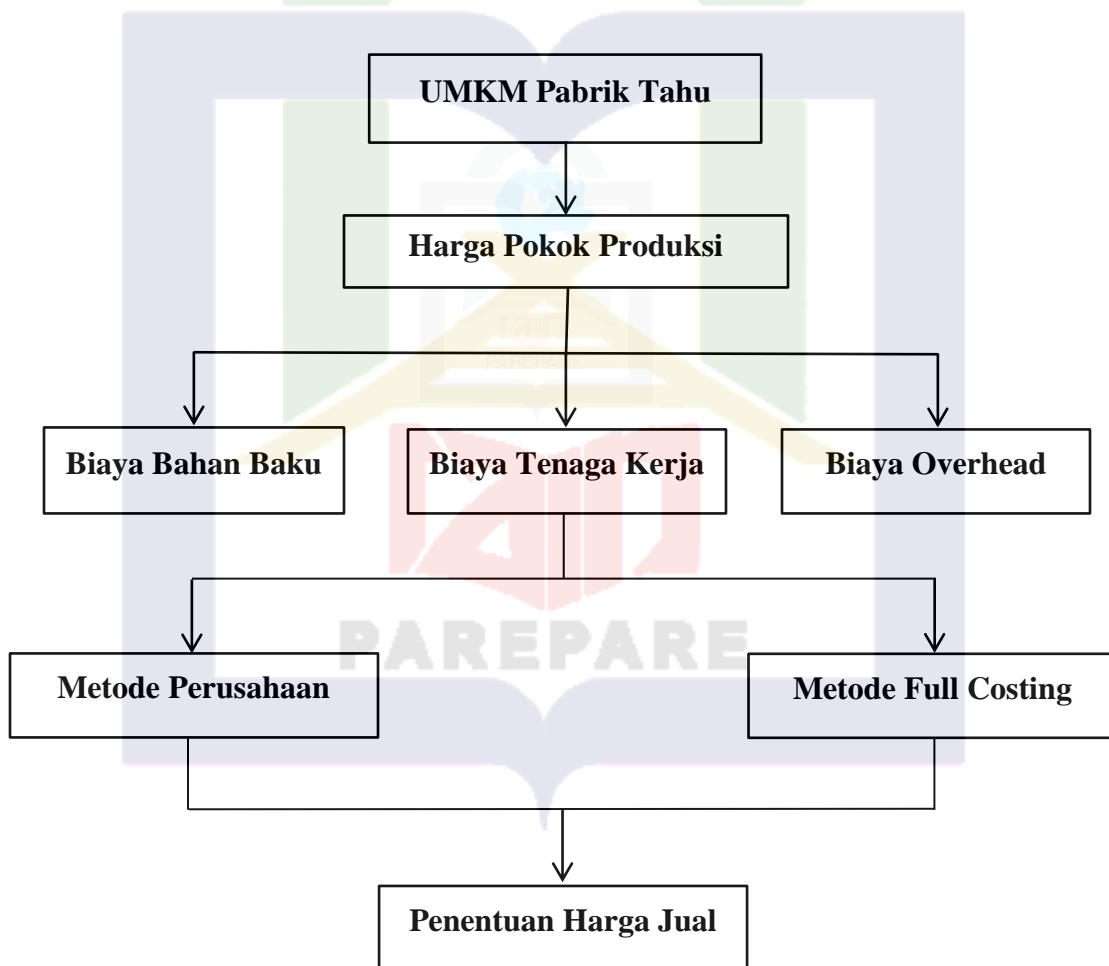 UMKM Pabrik Tahu
Harga Pokok Produksi
PAREPARE
Biaya Bahan Baku
Biaya Tenaga Kerja
Biaya Overhead
PAREPARE
Metode Perusahaan
Metode Full Costing
Penentuan Harga Jual